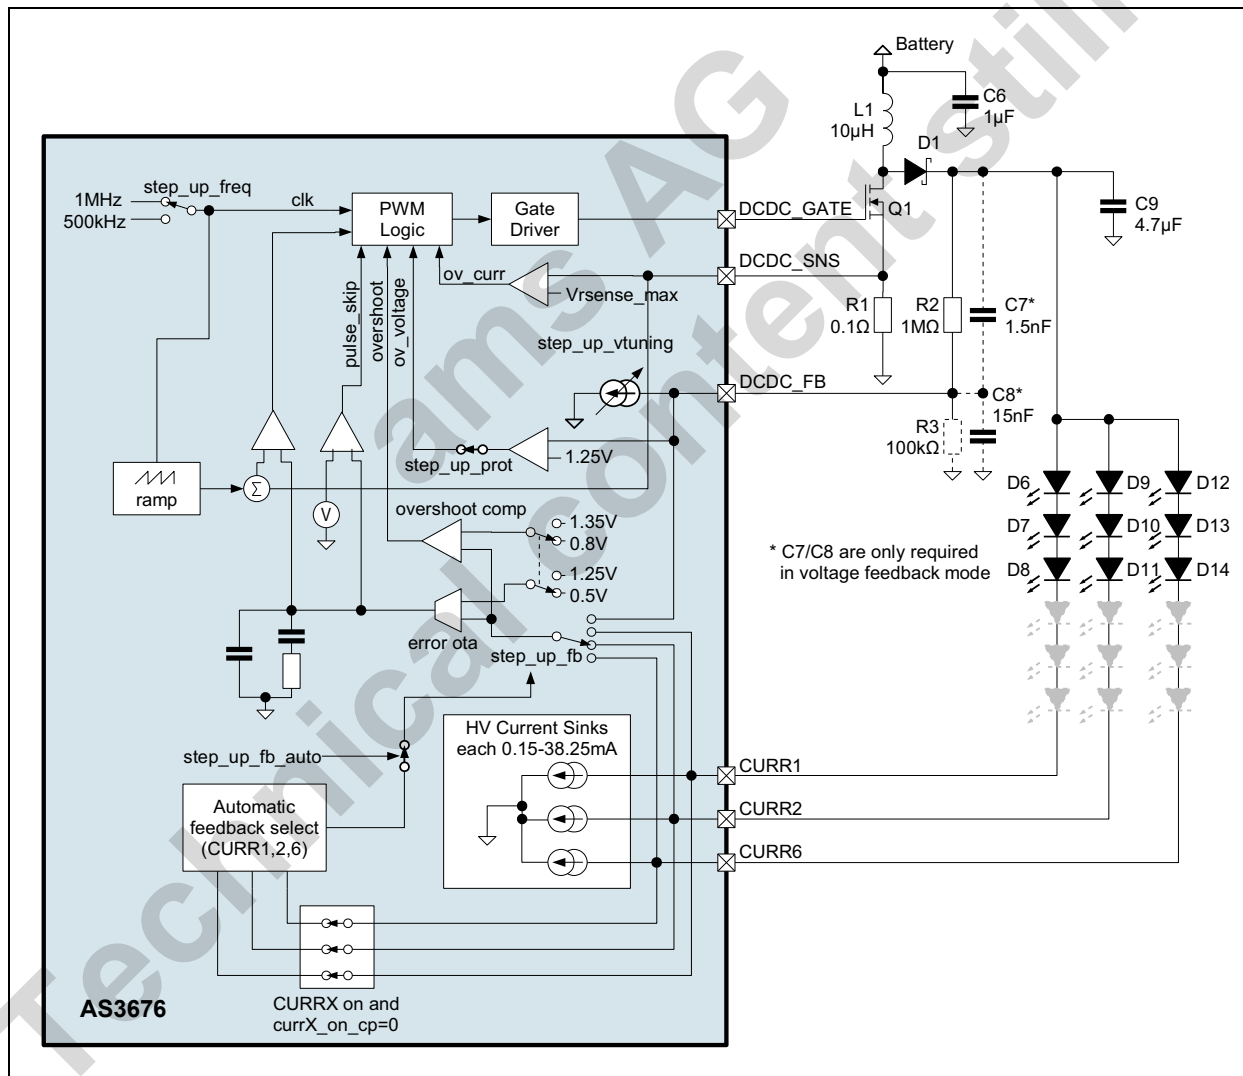 Battery
C6
1µF
L1
10µH
D1
step_up_freq
1MHz
500kHz
clk
PWM
Logic
Gate
Driver
DCDC_GATE
Q1
C9
4.7µF
DCDC_SNS
ov_curr
Vrsense_max
pulse_skip
overshoot
ov_voltage
R1
0.1Ω
R2
1MΩ
C7*
1.5nF
step_up_vtuning
DCDC_FB
C8*
15nF
R3
100kΩ
step_up_prot
1.25V
ramp
Σ
V
overshoot comp
1.35V
0.8V
1.25V
0.5V
error ota
step_up_fb
D6
D9
D12
D7
D10
D13
D8
D11
D14
* C7/C8 are only required
in voltage feedback mode
HV Current Sinks
each 0.15-38.25mA
step_up_fb_auto
Automatic
feedback select
(CURR1,2,6)
CURR1
CURR2
CURR6
CURRX on and
currX_on_cp=0
AS3676
ams AG
Technical content still